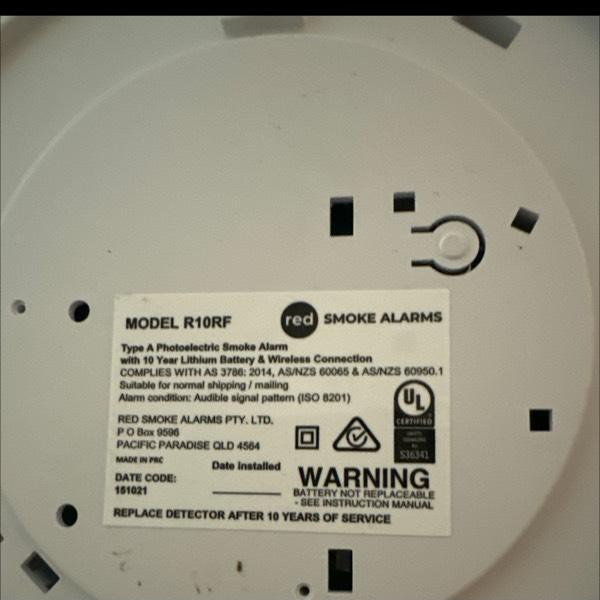 MODEL R10RF
red SMOKE ALARMS
Type A Photoelectric Smoke Alarm
with 10 Year Lithium Battery & Wireless Connection
COMPLIES WITH AS 3786: 2014, AS/NZS 60065 & AS/NZS 60950.1
Suitable for normal shipping / mailing
Alarm condition: Audible signal pattern (ISO 8201)
UL
CERTIFIED
S36341
RED SMOKE ALARMS PTY. LTD.
P O Box 9596
PACIFIC PARADISE QLD 4564
MADE IN PRC
DATE CODE:
151021
Date Installed
WARNING
BATTERY NOT REPLACEABLE
- SEE INSTRUCTION MANUAL
REPLACE DETECTOR AFTER 10 YEARS OF SERVICE